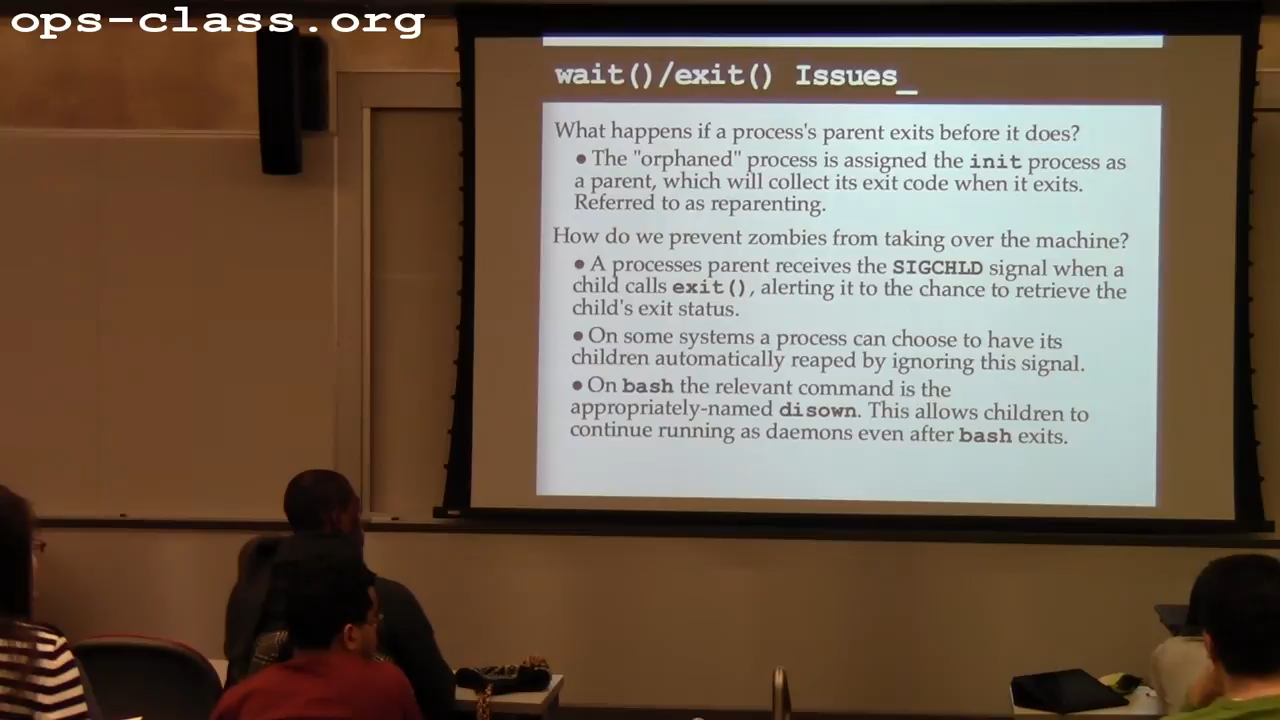 ops-class.org
wait()/exit() Issues_
What happens if a process's parent exits before it does?
● The "orphaned" process is assigned the init process as
a parent, which will collect its exit code when it exits.
Referred to as reparenting.
How do we prevent zombies from taking over the machine?
● A processes parent receives the SIGCHLD signal when a
child calls exit(), alerting it to the chance to retrieve the
child's exit status.
● On some systems a process can choose to have its
children automatically reaped by ignoring this signal.
● On bash the relevant command is the
appropriately-named disown. This allows children to
continue running as daemons even after bash exits.